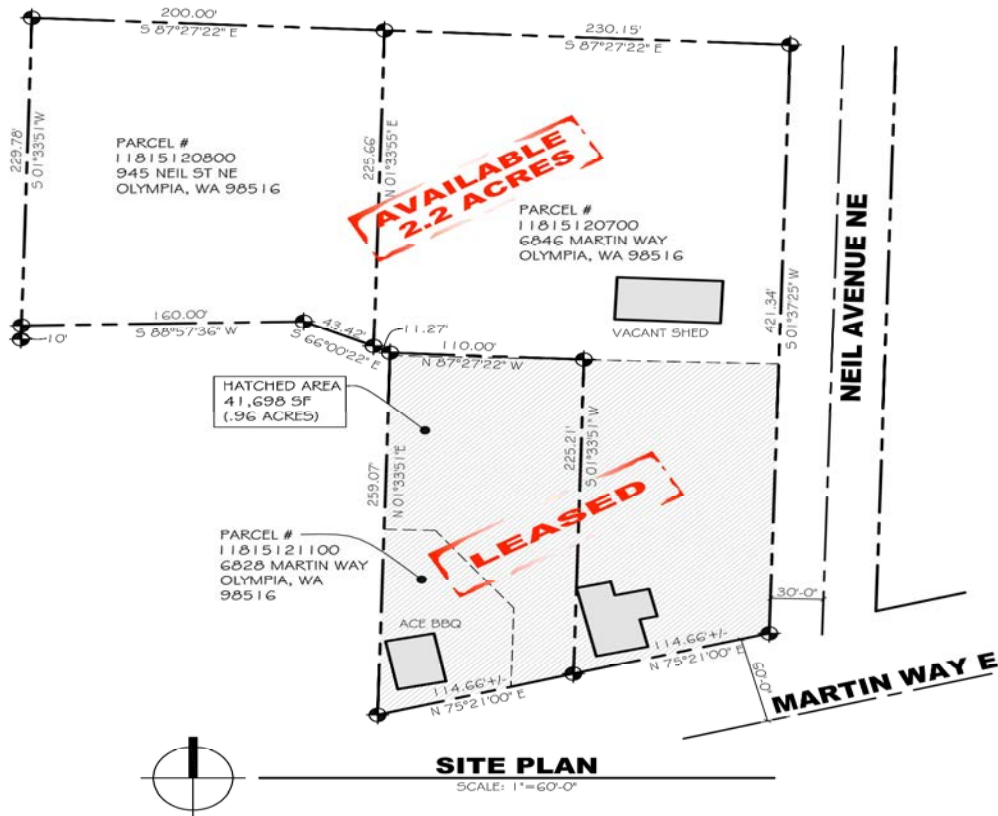 200.00'
S 87°27'22" E
230.15'
S 87°27'22" E
229.78'
S 01°33'51" W
PARCEL #
11815120800
945 NEIL ST NE
OLYMPIA, WA 98516
225.66'
N 01°33'55" E
AVAILABLE
2.2 ACRES
PARCEL #
11815120700
6846 MARTIN WAY
OLYMPIA, WA 98516
VACANT SHED
421.34'
S 01°37'25" W
NEIL AVENUE NE
160.00'
S 88°57'36" W
10'
43.42'
S 66°00'22" E
11.27'
110.00'
N 87°27'22" W
HATCHED AREA
41,698 SF
(.96 ACRES)
259.07'
N 01°33'51" E
225.21'
S 01°33'51" W
LEASED
PARCEL #
11815121100
6828 MARTIN WAY
OLYMPIA, WA
98516
ACE BBQ
30'-0"
114.66'+/-
N 75°21'00" E
114.66'+/-
N 75°21'00" E
60'-0"
MARTIN WAY E
SITE PLAN
SCALE: 1"=60'-0"